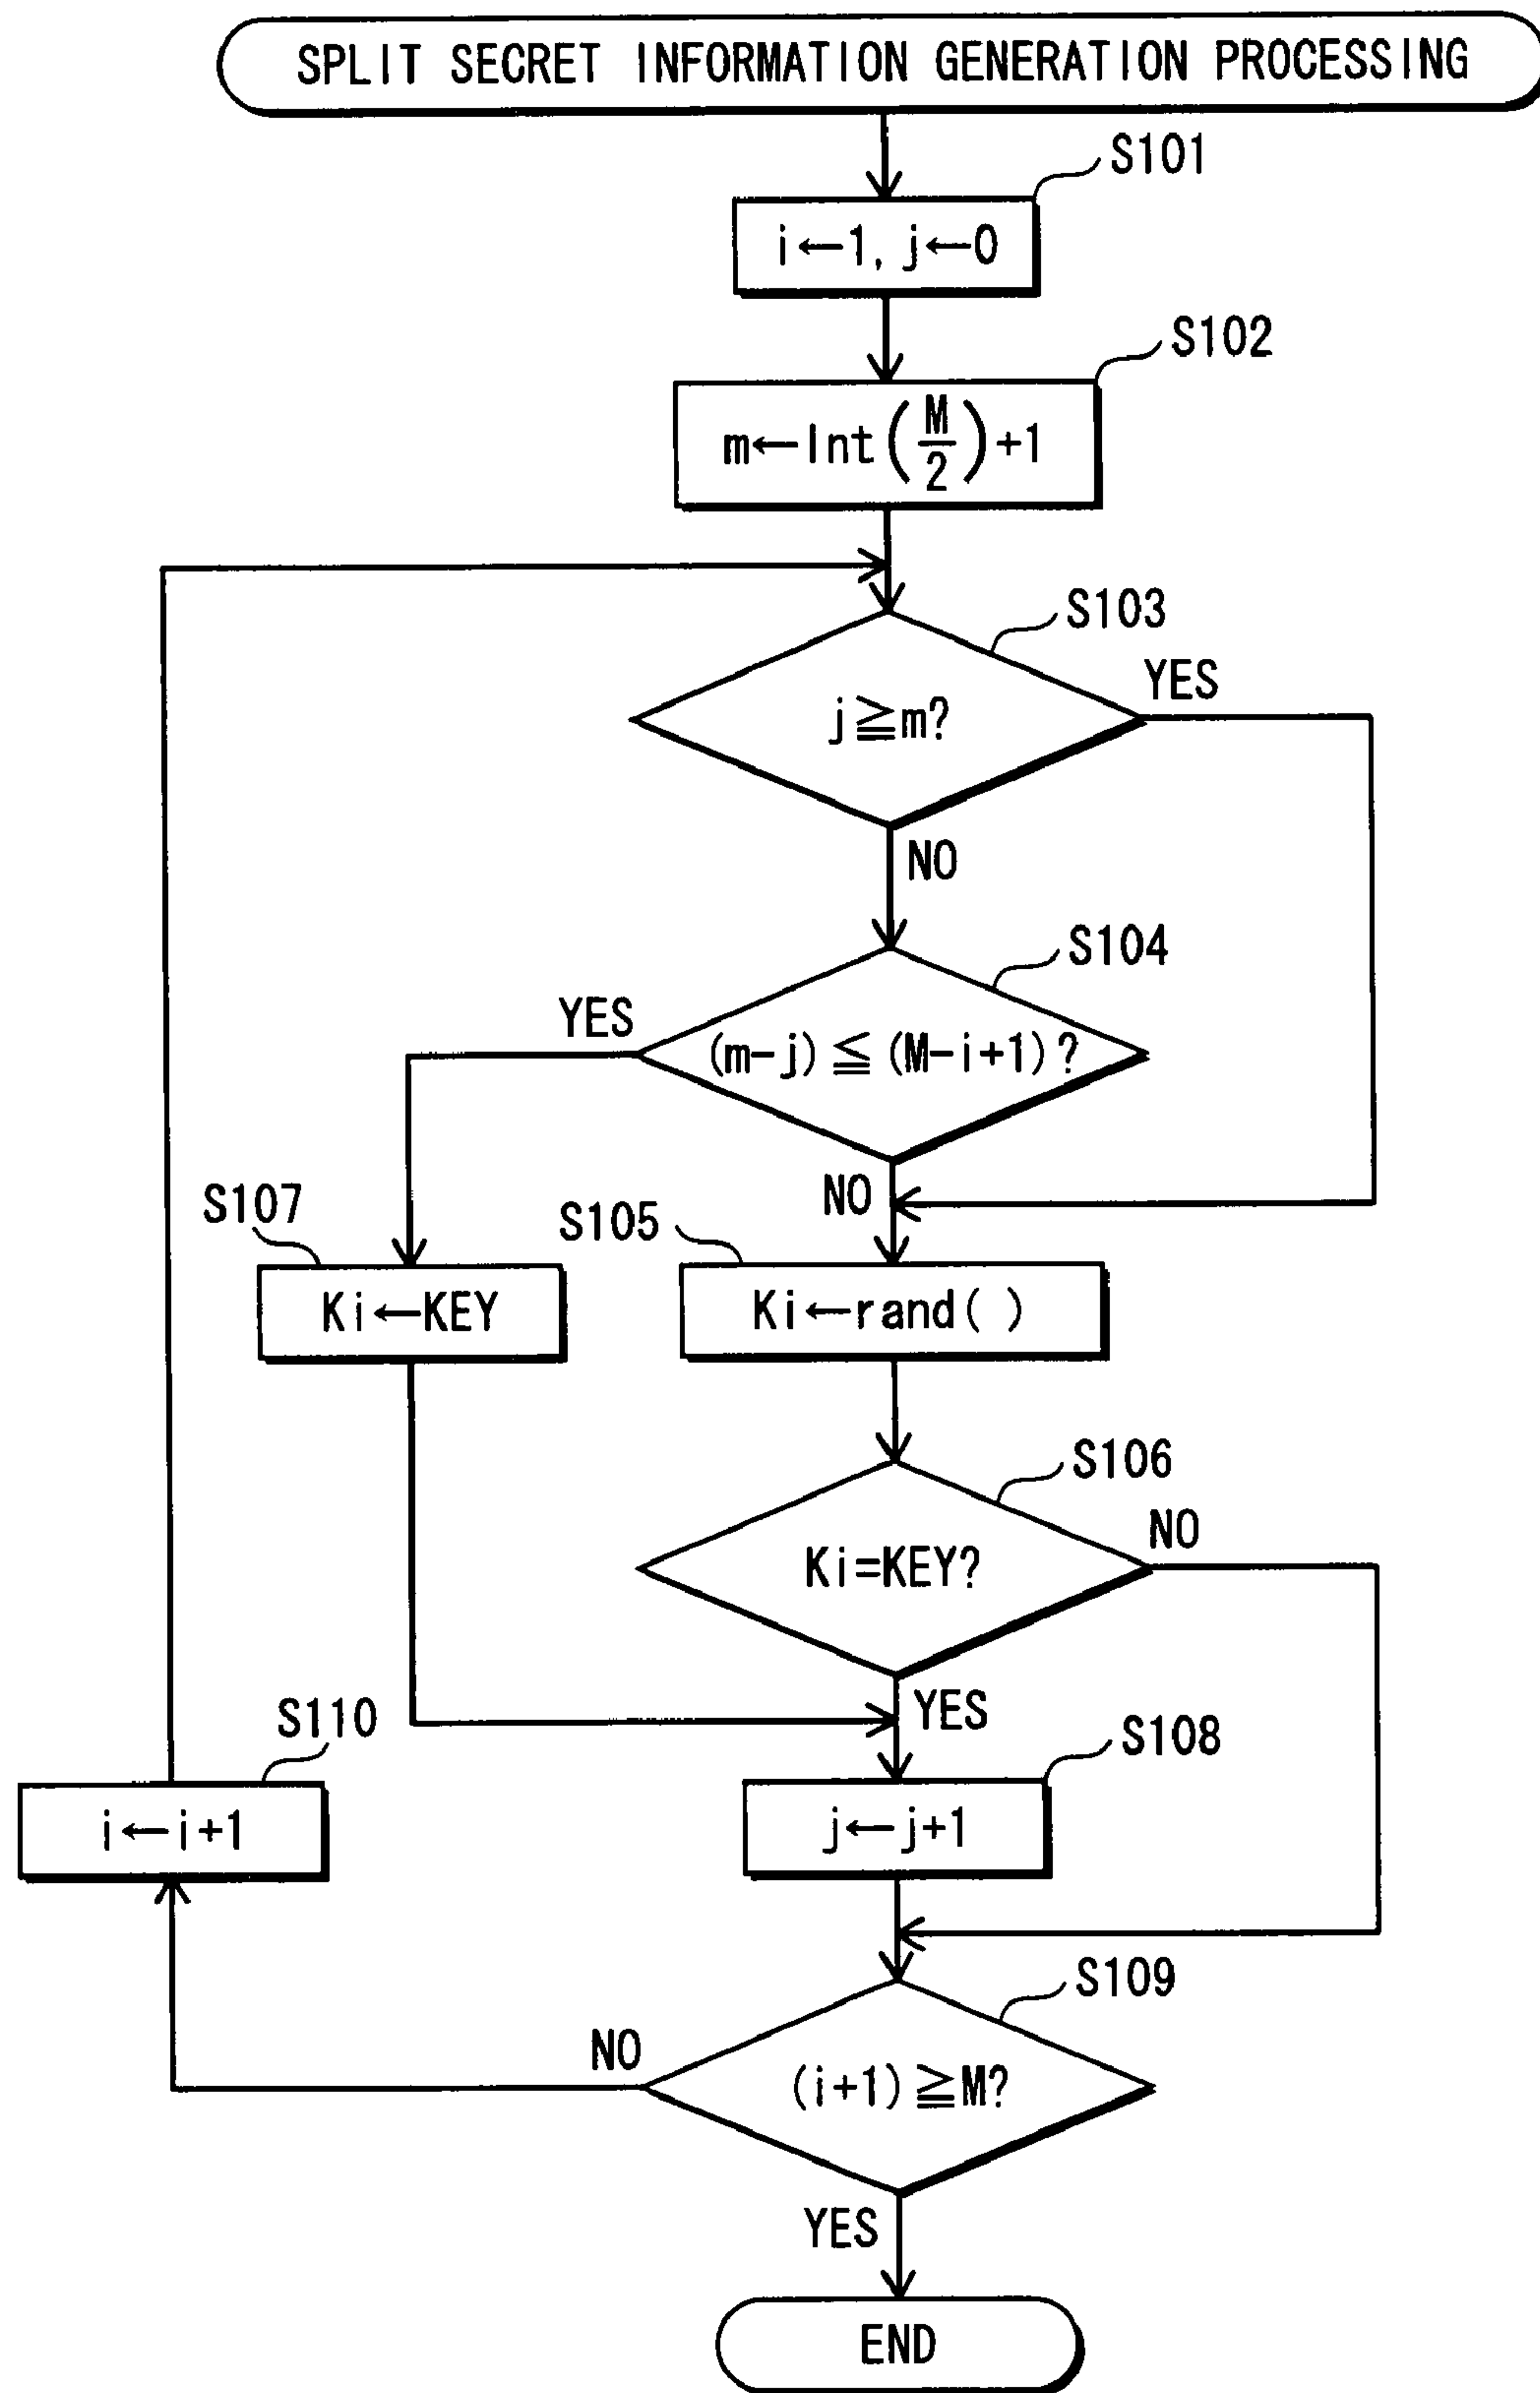 SPLIT SECRET INFORMATION GENERATION PROCESSING
S101
i←1, j←0
S102
m←Int(M/2)+1
S103
j≧m?
YES
NO
S104
(m-j)≦(M-i+1)?
YES
NO
S107
Ki←KEY
S105
Ki←rand( )
S106
Ki=KEY?
NO
YES
S110
i←i+1
S108
j←j+1
S109
(i+1)≧M?
NO
YES
END